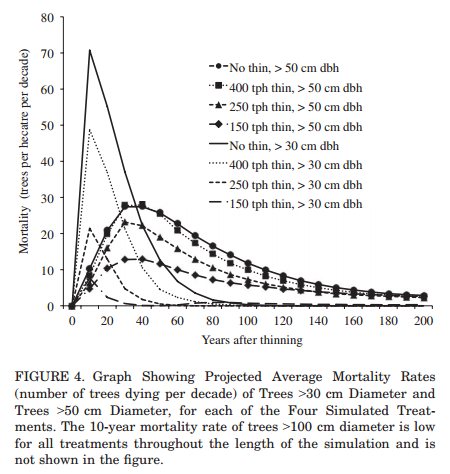 80
70
60
50
40
30
20
10
0
Mortality (trees per hecatre per decade)
No thin, > 50 cm dbh
400 tph thin, > 50 cm dbh
250 tph thin, > 50 cm dbh
150 tph thin, > 50 cm dbh
No thin, > 30 cm dbh
400 tph thin, > 30 cm dbh
250 tph thin, > 30 cm dbh
150 tph thin, > 30 cm dbh
0 20 40 60 80 100 120 140 160 180 200
Years after thinning
FIGURE 4. Graph Showing Projected Average Mortality Rates
(number of trees dying per decade) of Trees >30 cm Diameter and
Trees >50 cm Diameter, for each of the Four Simulated Treat-
ments. The 10-year mortality rate of trees >100 cm diameter is low
for all treatments throughout the length of the simulation and is
not shown in the figure.